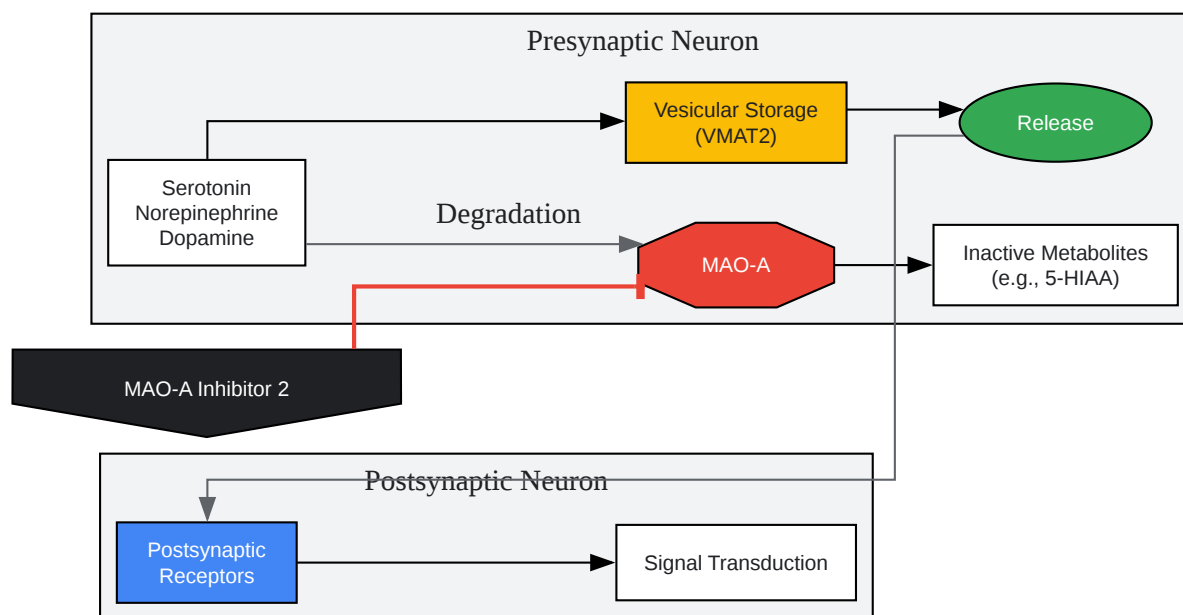 Presynaptic Neuron
Vesicular Storage
(VMAT2)
Release
Serotonin
Norepinephrine
Dopamine
Degradation
MAO-A
Inactive Metabolites
(e.g., 5-HIAA)
MAO-A Inhibitor 2
Postsynaptic Neuron
Postsynaptic
Receptors
Signal Transduction